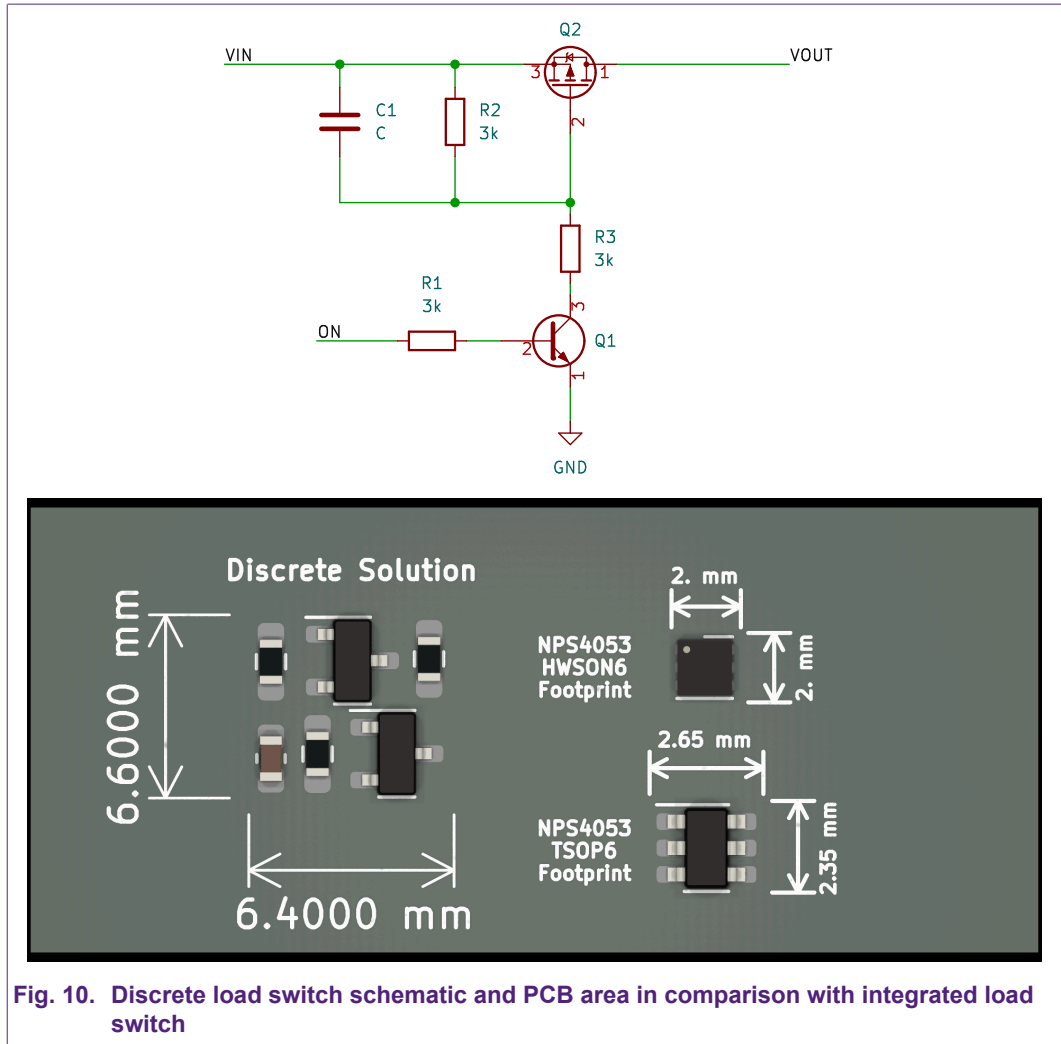 Q2
VIN
VOUT
3
1
C1
C
R2
3k
2
R3
3k
R1
3k
3
ON
2
Q1
1
GND
Discrete Solution
6.6000 mm
6.4000 mm
2. mm
NPS4053
HWSON6
Footprint
2. mm
2.65 mm
NPS4053
TSOP6
Footprint
2.35 mm
Fig. 10. Discrete load switch schematic and PCB area in comparison with integrated load
switch